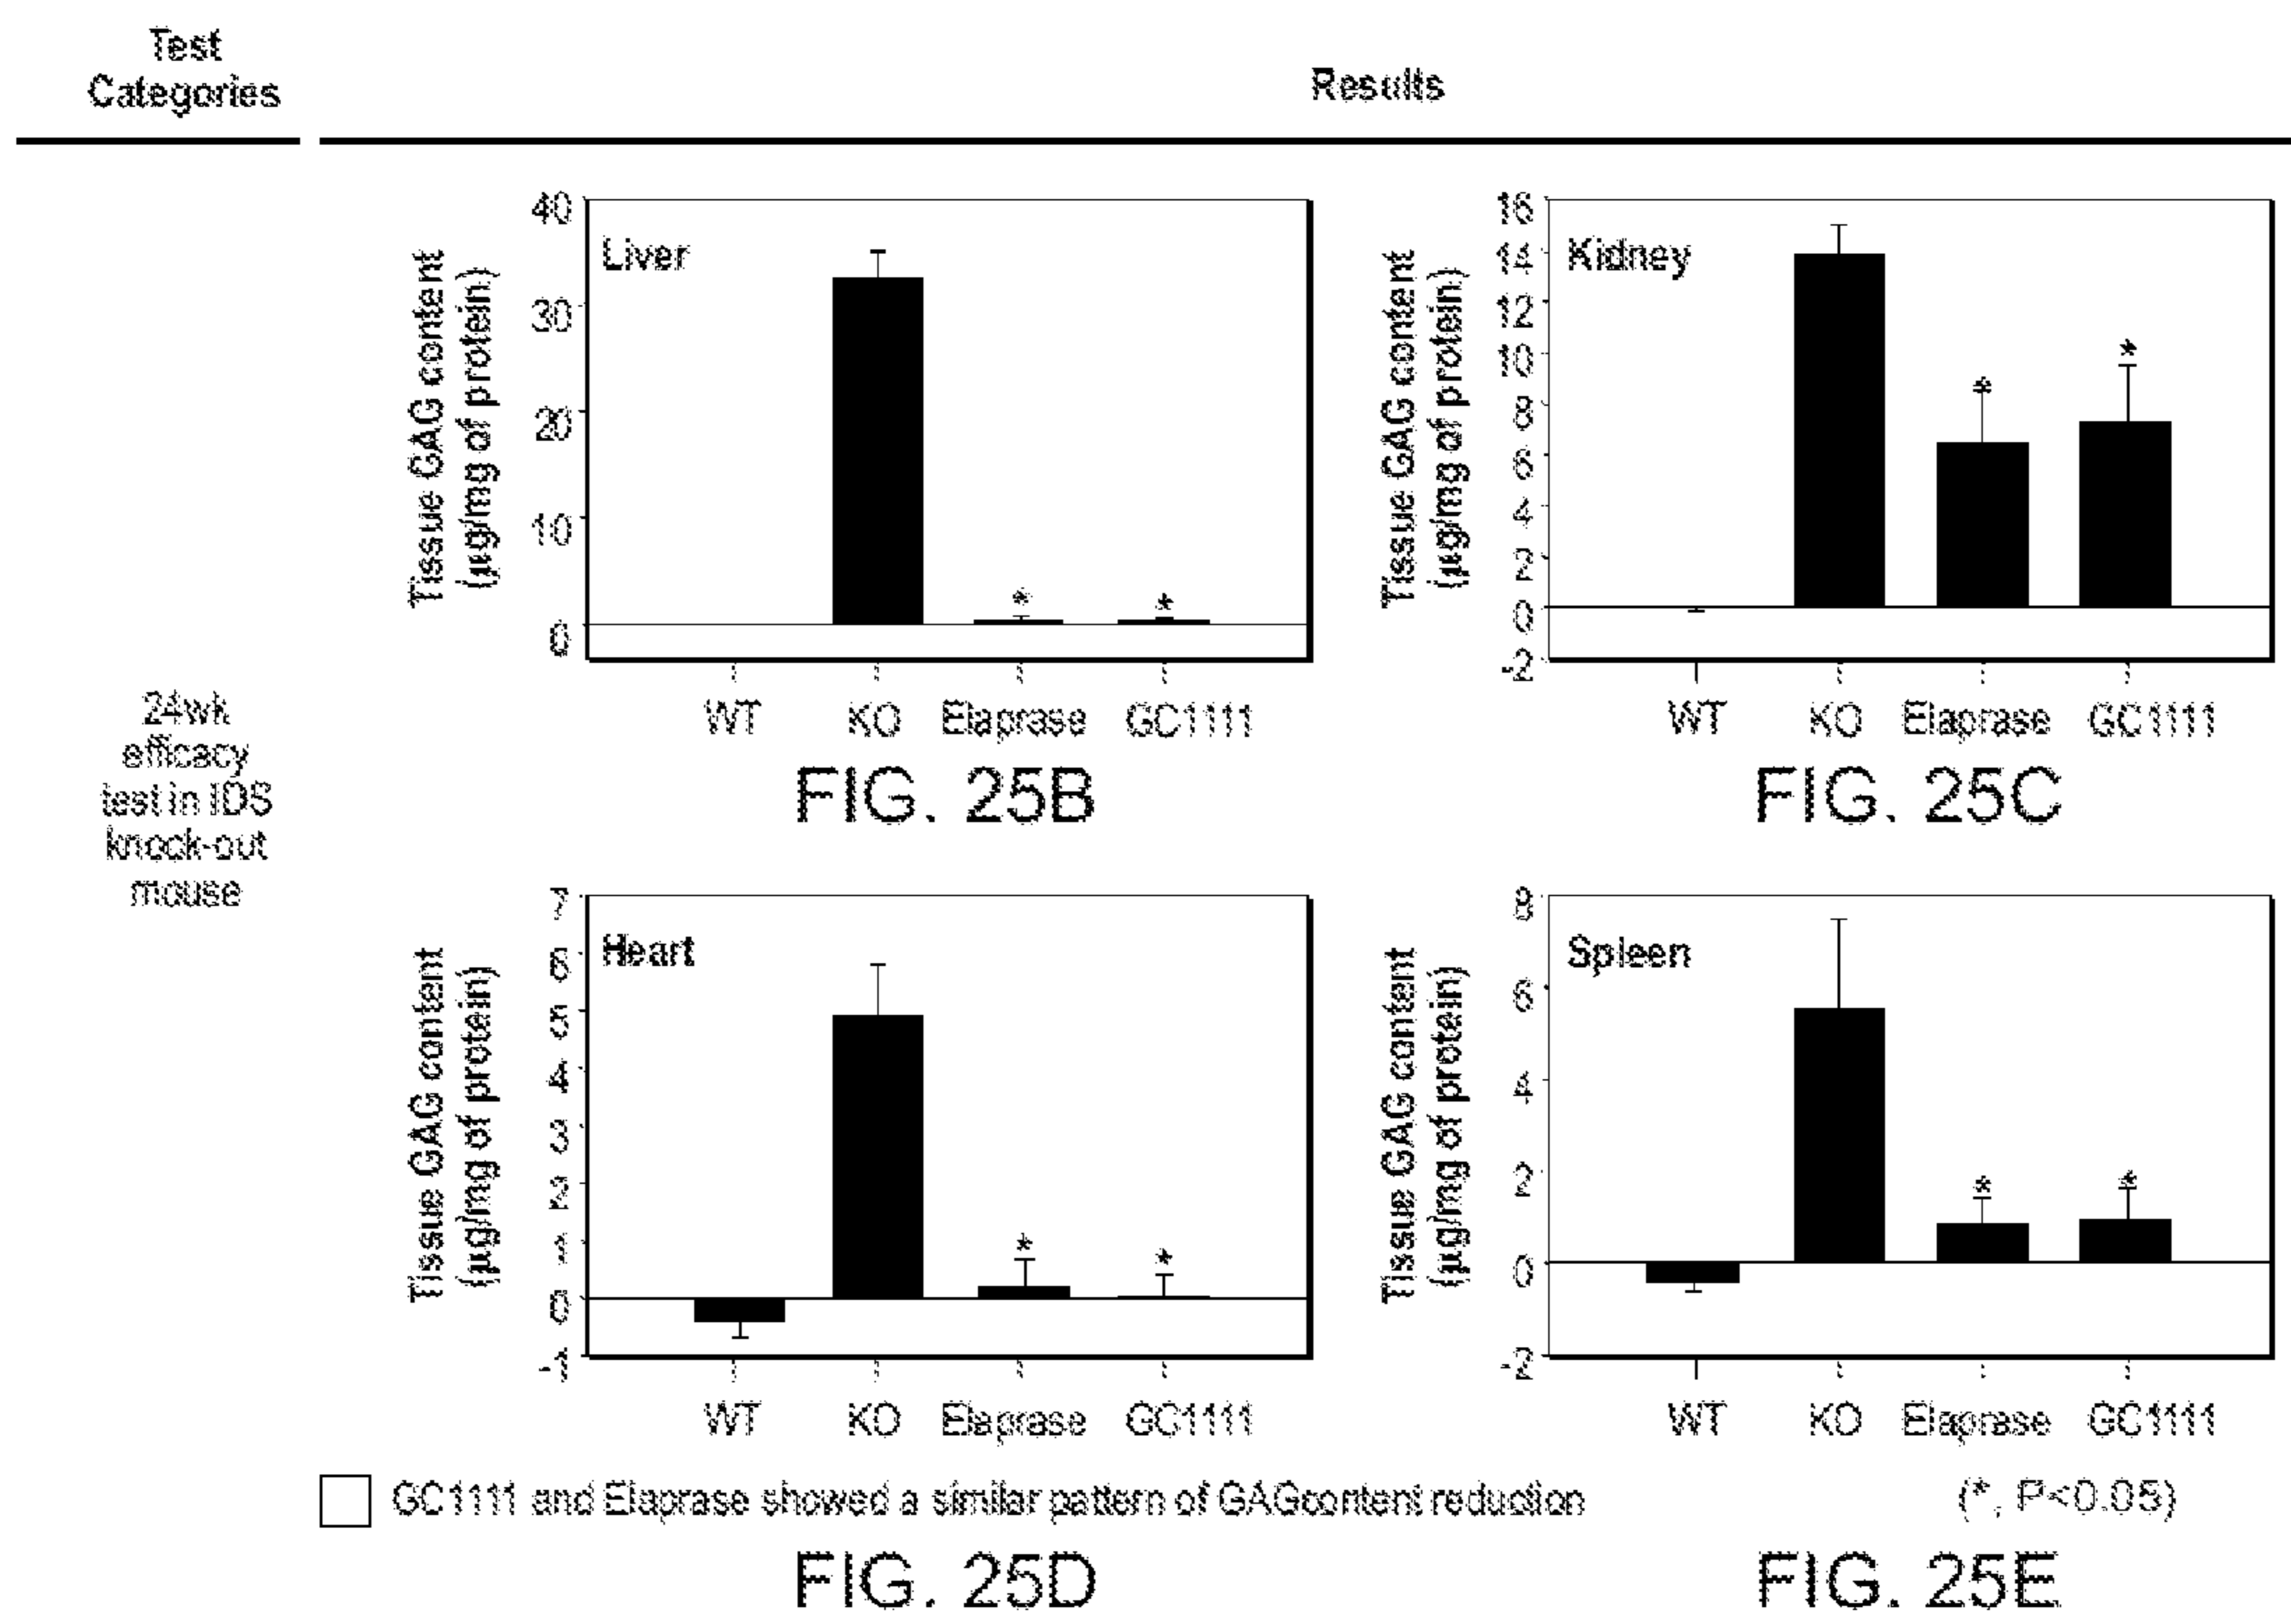 Test
Categories
Results
24wk
efficacy
test in IDS
knock-out
mouse
Tissue GAG content
(µg/mg of protein)
40
30
20
10
0
Liver
WT KO Elaprase GC1111
FIG. 25B
Tissue GAG content
(µg/mg of protein)
16
14
12
10
8
6
4
2
0
-2
Kidney
*
*
*
*
WT KO Elaprase GC1111
FIG. 25C
Tissue GAG content
(µg/mg of protein)
7
6
5
4
3
2
1
0
-1
Heart
*
*
WT KO Elaprase GC1111
Tissue GAG content
(µg/mg of protein)
8
6
4
2
0
-2
Spleen
*
*
WT KO Elaprase GC1111
GC1111 and Elaprase showed a similar pattern of GAGcontent reduction
(*, P<0.05)
FIG. 25D
FIG. 25E